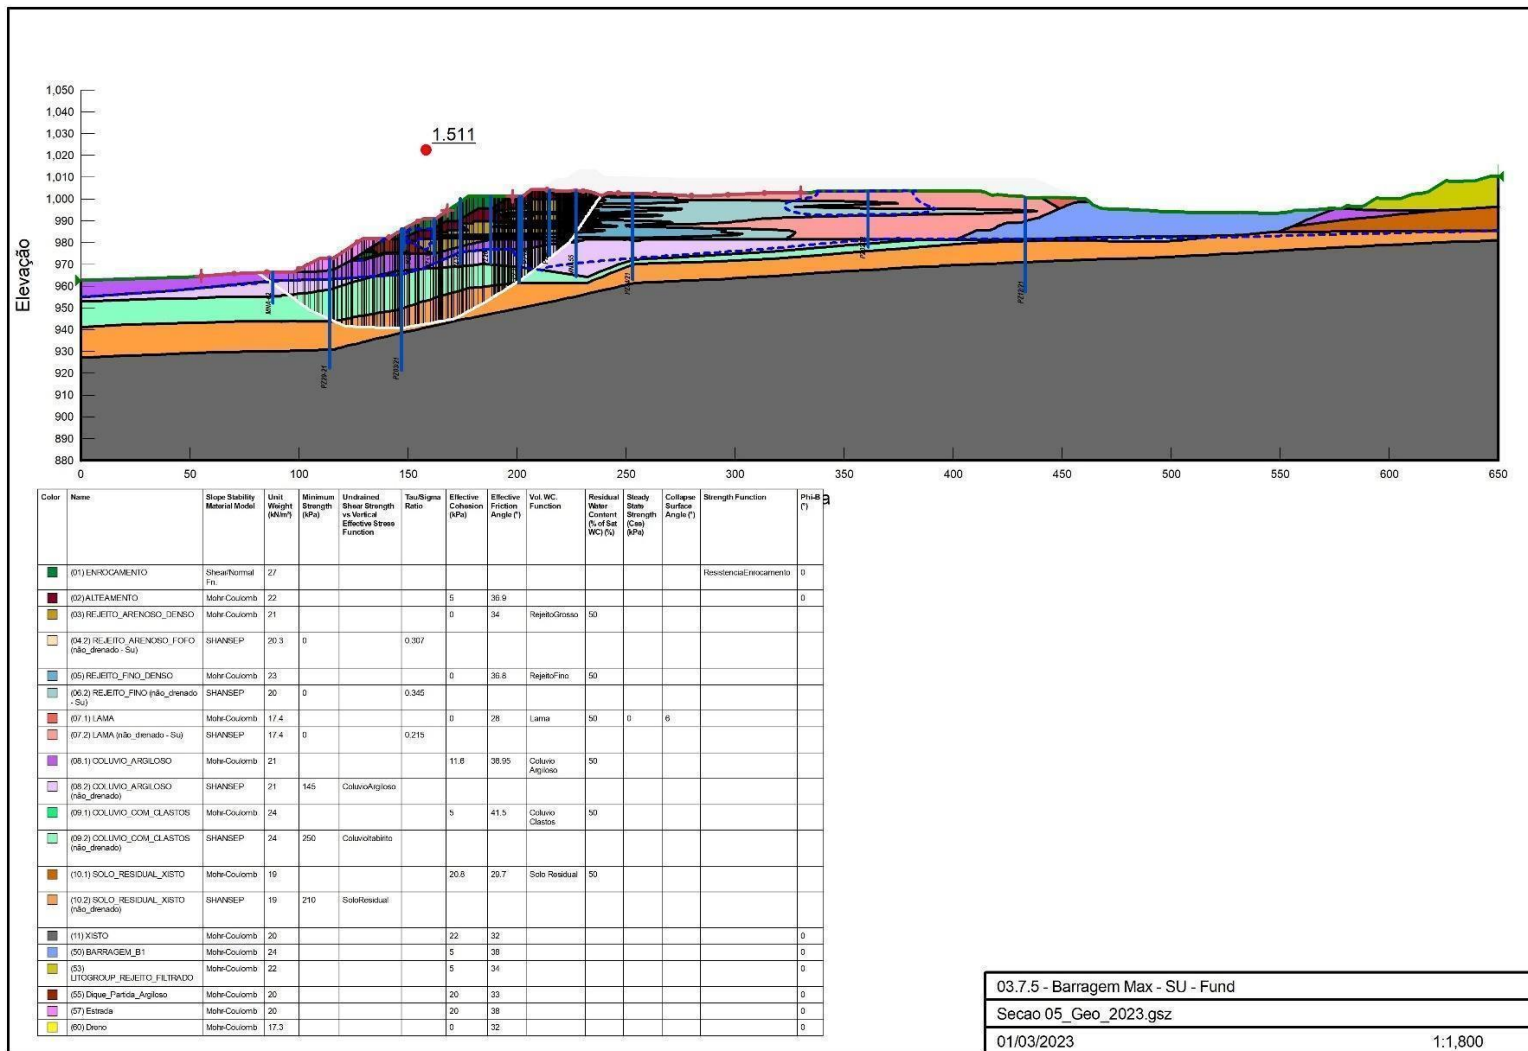 1.511
1,050
1,040
1,030
1,020
1,010
1,000
990
980
970
960
950
940
930
920
910
900
890
880
Elevação
0 50 100 150 200 250 300 350 400 450 500 550 600 650
a
PZ12/21
Color Name Slope Stability Material Model Unit Weight (kN/m³) Minimum Strength (kPa) Undrained Shear Strength vs Vertical Effective Stress Function Tau/Sigma Ratio Effective Cohesion (kPa) Effective Friction Angle (°) Vol. WC. Function Residual Water Content (% of Sat WC) (%) Steady State Strength (Css) (kPa) Collapse Surface Angle (°) Strength Function Phi-B (°)
(01) ENROCAMENTO Shear/Normal Fn. 27 ResistenciaEnrocamento 0
(02) ALTEAMENTO Mohr-Coulomb 22 5 36.9 0
(03) REJEITO_ARENOSO_DENSO Mohr-Coulomb 21 0 34 RejeitoGrosso 50
(04.2) REJEITO_ARENOSO_FOFO (não_drenado - Su) SHANSEP 20.3 0 0.307
(05) REJEITO_FINO_DENSO Mohr-Coulomb 23 0 36.8 RejeitoFino 50
(06.2) REJEITO_FINO (não_drenado - Su) SHANSEP 20 0 0.345
(07.1) LAMA Mohr-Coulomb 17.4 0 28 Lama 50 0 6
(07.2) LAMA (não_drenado - Su) SHANSEP 17.4 0 0.215
(08.1) COLUVIO_ARGILOSO Mohr-Coulomb 21 11.8 38.95 Coluvio Argiloso 50
(08.2) COLUVIO_ARGILOSO (não_drenado) SHANSEP 21 145 ColuvioArgiloso
(09.1) COLUVIO_COM_CLASTOS Mohr-Coulomb 24 5 41.5 Coluvio Clastos 50
(09.2) COLUVIO_COM_CLASTOS (não_drenado) SHANSEP 24 250 ColuvioItabirito
(10.1) SOLO_RESIDUAL_XISTO Mohr-Coulomb 19 20.8 29.7 Solo Residual 50
(10.2) SOLO_RESIDUAL_XISTO (não_drenado) SHANSEP 19 210 SoloResidual
(11) XISTO Mohr-Coulomb 20 22 32 0
(50) BARRAGEM_B1 Mohr-Coulomb 24 5 38 0
(53) LITOGROUP_REJEITO_FILTRADO Mohr-Coulomb 22 5 34 0
(55) Dique_Partida_Argiloso Mohr-Coulomb 20 20 33 0
(57) Estrada Mohr-Coulomb 20 20 38 0
(60) Dreno Mohr-Coulomb 17.3 0 32 0
03.7.5 - Barragem Max - SU - Fund
Secao 05_Geo_2023.gsz
01/03/2023 1:1,800